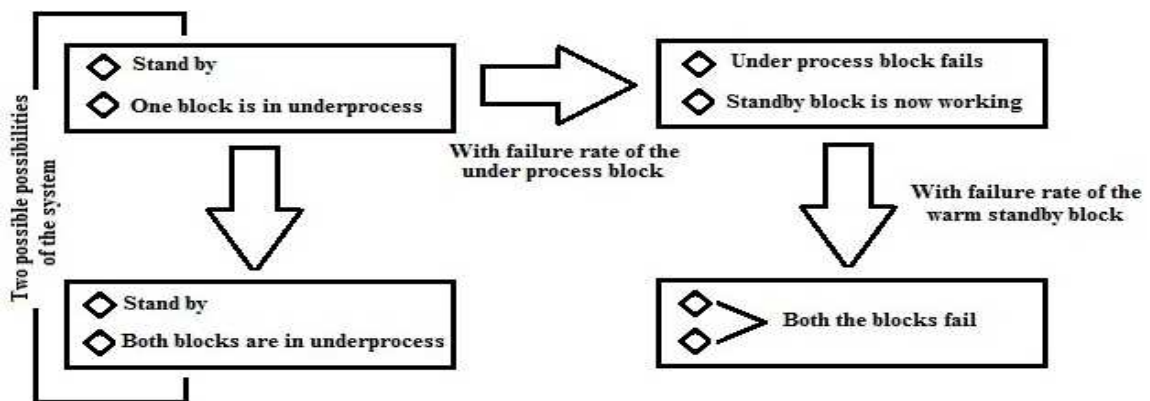 Two possible possibilities
of the system
Stand by
One block is in underprocess
With failure rate of the
under process block
Under process block fails
Standby block is now working
With failure rate of the
warm standby block
Stand by
Both blocks are in underprocess
Both the blocks fail